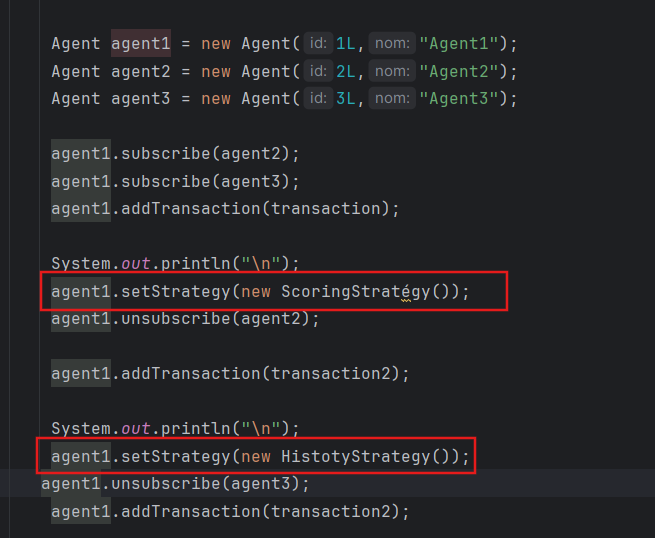 Agent agent1 = new Agent( id: 1L, nom: "Agent1");
Agent agent2 = new Agent( id: 2L, nom: "Agent2");
Agent agent3 = new Agent( id: 3L, nom: "Agent3");
agent1.subscribe(agent2);
agent1.subscribe(agent3);
agent1.addTransaction(transaction);
System.out.println("\n");
agent1.setStrategy(new ScoringStratégy());
agent1.unsubscribe(agent2);
agent1.addTransaction(transaction2);
System.out.println("\n");
agent1.setStrategy(new HistotyStrategy());
agent1.unsubscribe(agent3);
agent1.addTransaction(transaction2);